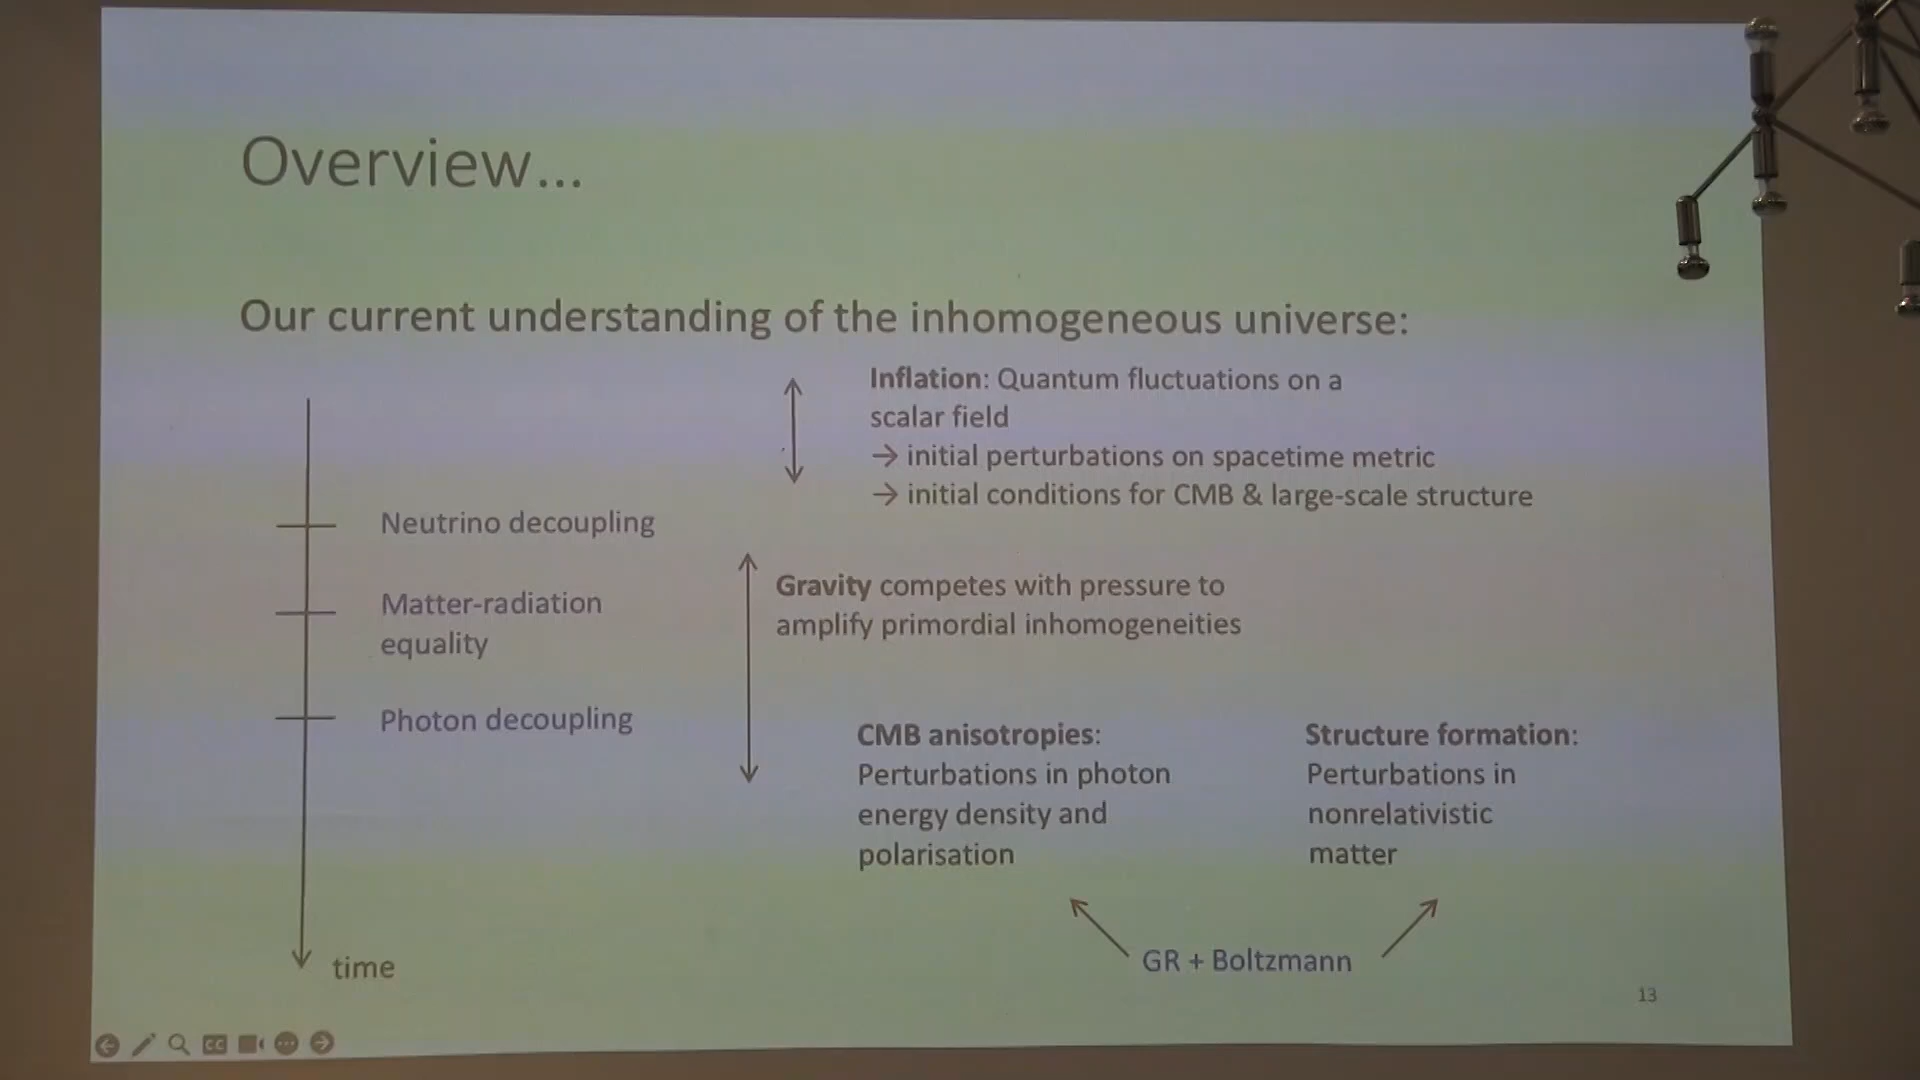 Overview...
Our current understanding of the inhomogeneous universe:
Inflation: Quantum fluctuations on a
scalar field
→ initial perturbations on spacetime metric
→ initial conditions for CMB & large-scale structure
Neutrino decoupling
Matter-radiation
equality
Photon decoupling
time
Gravity competes with pressure to
amplify primordial inhomogeneities
CMB anisotropies:
Perturbations in photon
energy density and
polarisation
Structure formation:
Perturbations in
nonrelativistic
matter
GR + Boltzmann
13
CC